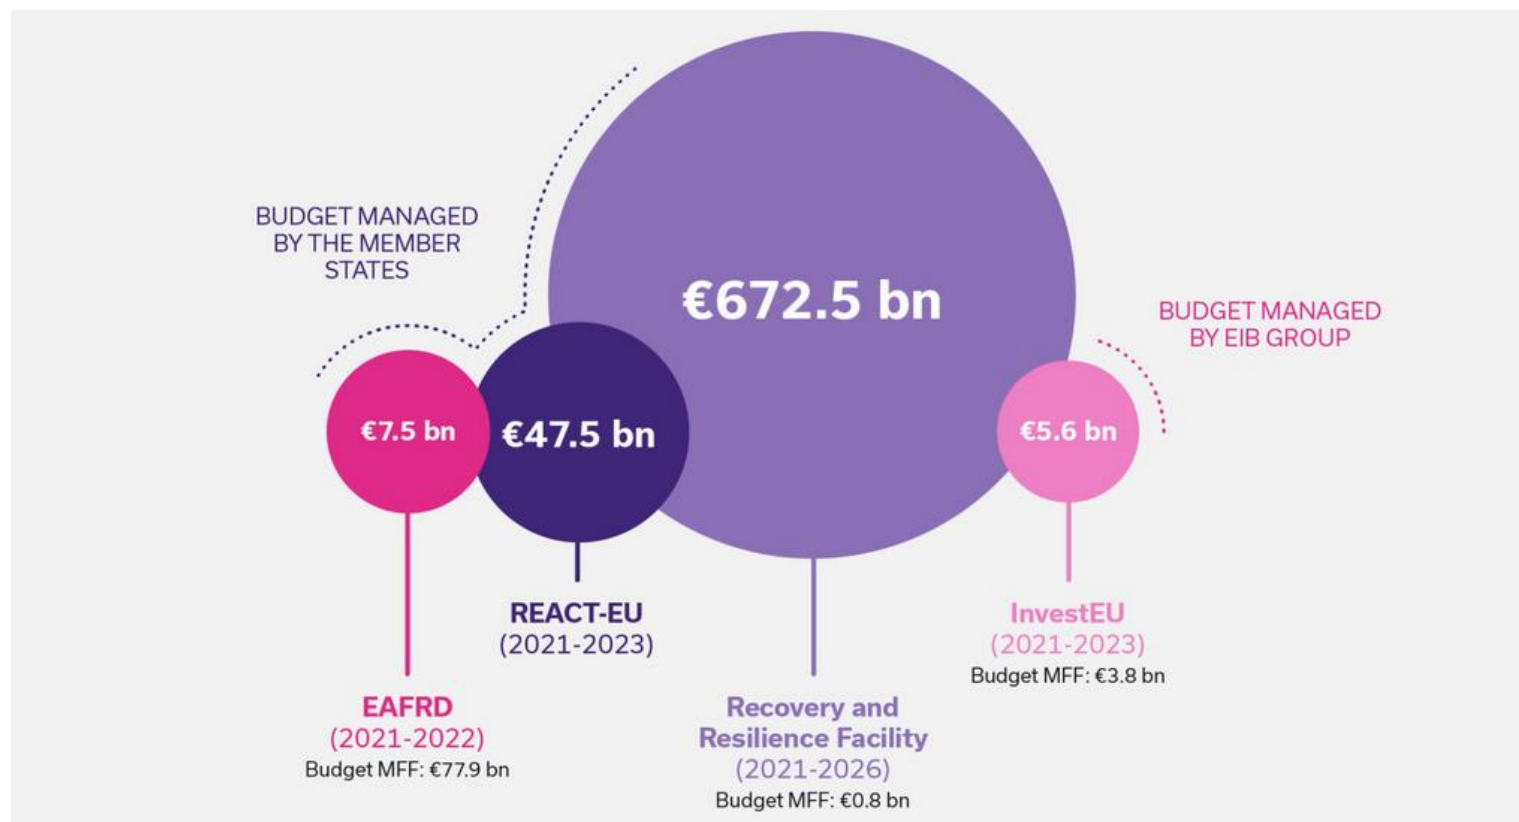 BUDGET MANAGED
BY THE MEMBER
STATES
€672.5 bn
BUDGET MANAGED
BY EIB GROUP
€7.5 bn
€47.5 bn
€5.6 bn
REACT-EU
(2021-2023)
InvestEU
(2021-2023)
Budget MFF: €3.8 bn
EAFRD
(2021-2022)
Budget MFF: €77.9 bn
Recovery and
Resilience Facility
(2021-2026)
Budget MFF: €0.8 bn